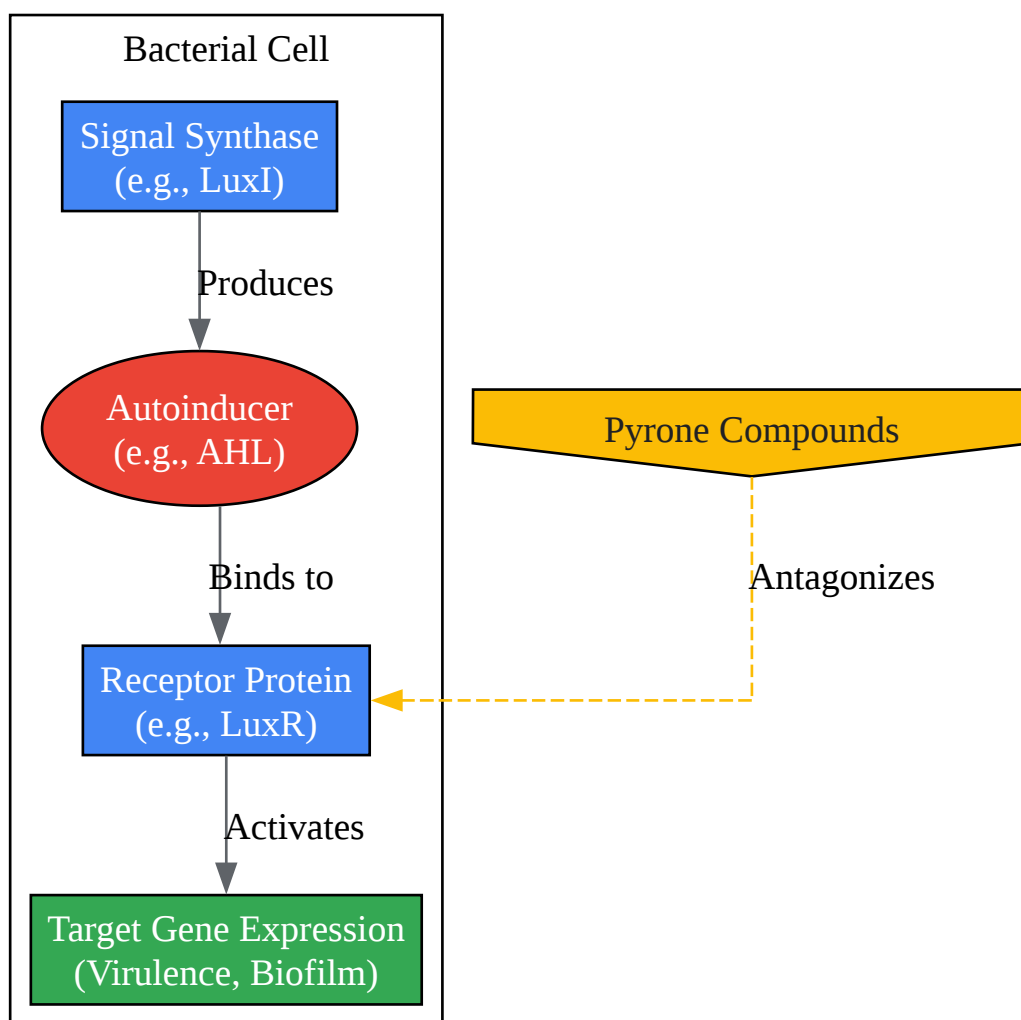 Bacterial Cell
Signal Synthase
(e.g., LuxI)
Produces
Autoinducer
(e.g., AHL)
Pyrone Compounds
Binds to
Antagonizes
Receptor Protein
(e.g., LuxR)
Activates
Target Gene Expression
(Virulence, Biofilm)